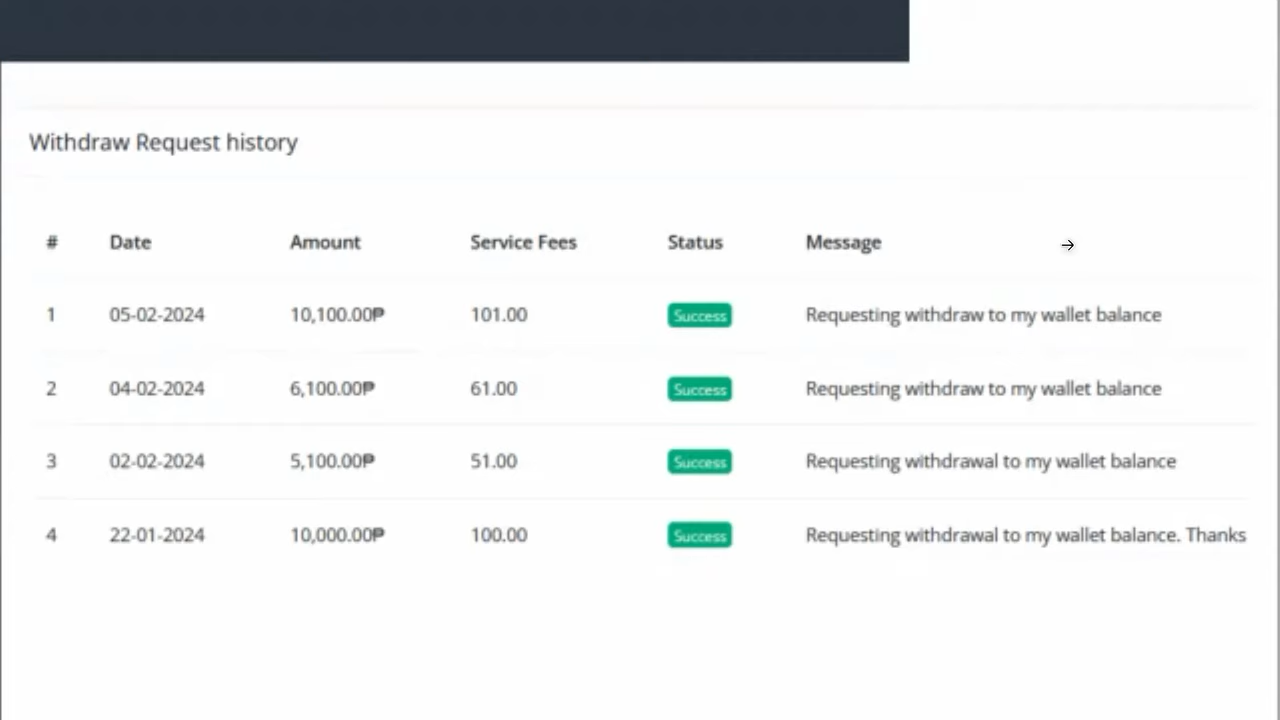 Withdraw Request history
# Date Amount Service Fees Status Message
1 05-02-2024 10,100.00₱ 101.00 Success Requesting withdraw to my wallet balance
2 04-02-2024 6,100.00₱ 61.00 Success Requesting withdraw to my wallet balance
3 02-02-2024 5,100.00₱ 51.00 Success Requesting withdrawal to my wallet balance
4 22-01-2024 10,000.00₱ 100.00 Success Requesting withdrawal to my wallet balance. Thanks